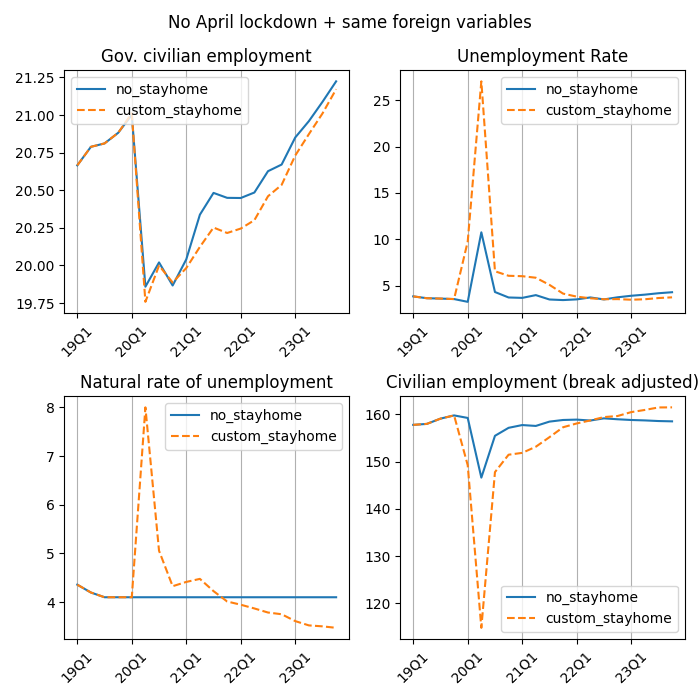 No April lockdown + same foreign variables
Gov. civilian employment
21.25
21.00
20.75
20.50
20.25
20.00
19.75
no_stayhome
custom_stayhome
19Q1
20Q1
21Q1
22Q1
23Q1
Unemployment Rate
25
20
15
10
5
no_stayhome
custom_stayhome
19Q1
20Q1
21Q1
22Q1
23Q1
Natural rate of unemployment
8
7
6
5
4
no_stayhome
custom_stayhome
19Q1
20Q1
21Q1
22Q1
23Q1
Civilian employment (break adjusted)
160
150
140
130
120
no_stayhome
custom_stayhome
19Q1
20Q1
21Q1
22Q1
23Q1